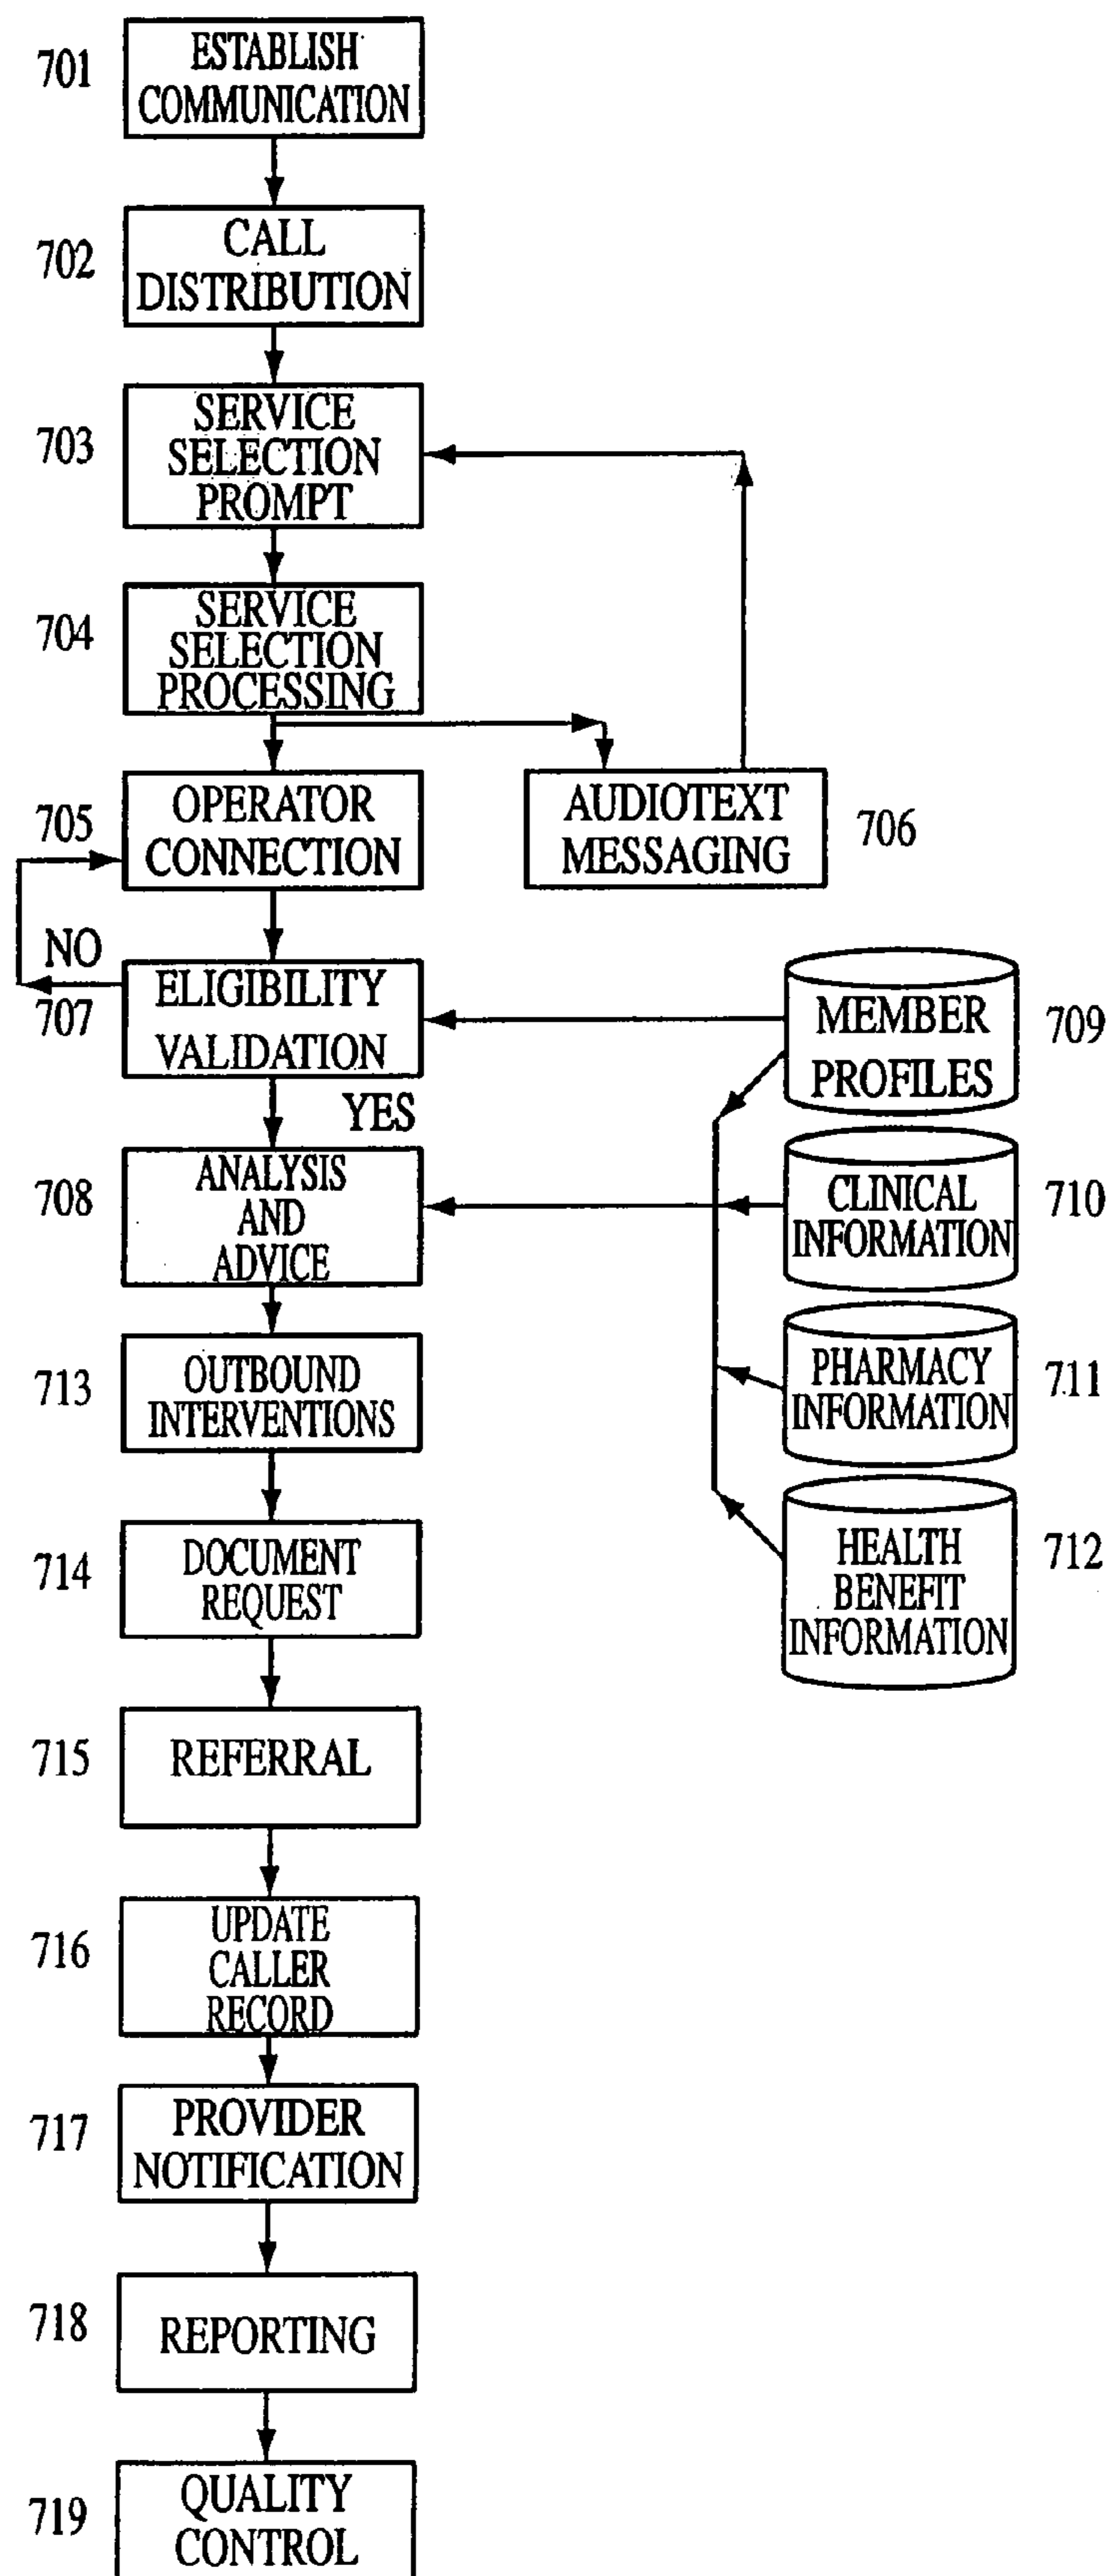 701
ESTABLISH
COMMUNICATION
702
CALL
DISTRIBUTION
703
SERVICE
SELECTION
PROMPT
704
SERVICE
SELECTION
PROCESSING
705
OPERATOR
CONNECTION
AUDIOTEXT
MESSAGING
706
NO
707
ELIGIBILITY
VALIDATION
MEMBER
PROFILES
709
YES
708
ANALYSIS
AND
ADVICE
CLINICAL
INFORMATION
710
713
OUTBOUND
INTERVENTIONS
PHARMACY
INFORMATION
711
714
DOCUMENT
REQUEST
HEALTH
BENEFIT
INFORMATION
712
715
REFERRAL
716
UPDATE
CALLER
RECORD
717
PROVIDER
NOTIFICATION
718
REPORTING
719
QUALITY
CONTROL